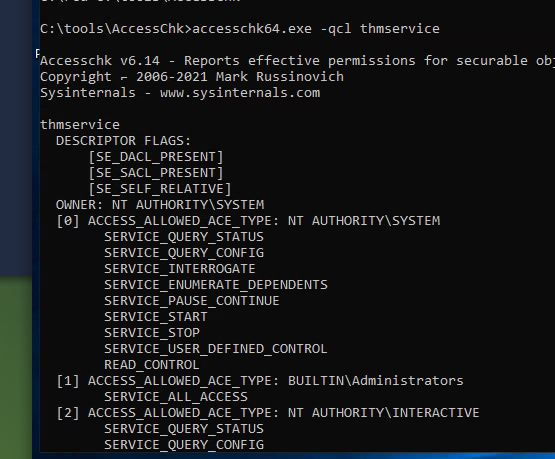 C:\tools\AccessChk>accesschk64.exe -qcl thmservice
Accesschk v6.14 - Reports effective permissions for securable obj
Copyright ⌐ 2006-2021 Mark Russinovich
Sysinternals - www.sysinternals.com
thmservice
DESCRIPTOR FLAGS:
[SE_DACL_PRESENT]
[SE_SACL_PRESENT]
[SE_SELF_RELATIVE]
OWNER: NT AUTHORITY\SYSTEM
[0] ACCESS_ALLOWED_ACE_TYPE: NT AUTHORITY\SYSTEM
SERVICE_QUERY_STATUS
SERVICE_QUERY_CONFIG
SERVICE_INTERROGATE
SERVICE_ENUMERATE_DEPENDENTS
SERVICE_PAUSE_CONTINUE
SERVICE_START
SERVICE_STOP
SERVICE_USER_DEFINED_CONTROL
READ_CONTROL
[1] ACCESS_ALLOWED_ACE_TYPE: BUILTIN\Administrators
SERVICE_ALL_ACCESS
[2] ACCESS_ALLOWED_ACE_TYPE: NT AUTHORITY\INTERACTIVE
SERVICE_QUERY_STATUS
SERVICE_QUERY_CONFIG